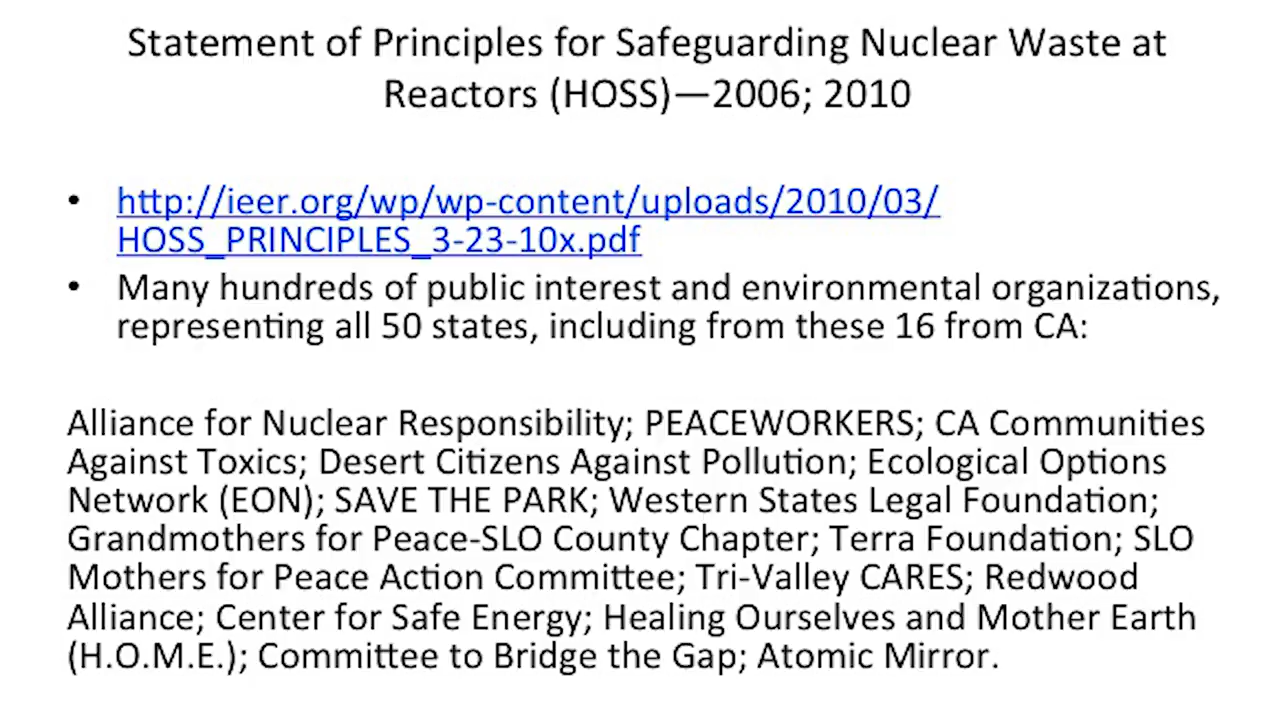 Statement of Principles for Safeguarding Nuclear Waste at
Reactors (HOSS)—2006; 2010
• http://ieer.org/wp/wp-content/uploads/2010/03/
HOSS_PRINCIPLES_3-23-10x.pdf
• Many hundreds of public interest and environmental organizations,
representing all 50 states, including from these 16 from CA:
Alliance for Nuclear Responsibility; PEACEWORKERS; CA Communities
Against Toxics; Desert Citizens Against Pollution; Ecological Options
Network (EON); SAVE THE PARK; Western States Legal Foundation;
Grandmothers for Peace-SLO County Chapter; Terra Foundation; SLO
Mothers for Peace Action Committee; Tri-Valley CARES; Redwood
Alliance; Center for Safe Energy; Healing Ourselves and Mother Earth
(H.O.M.E.); Committee to Bridge the Gap; Atomic Mirror.